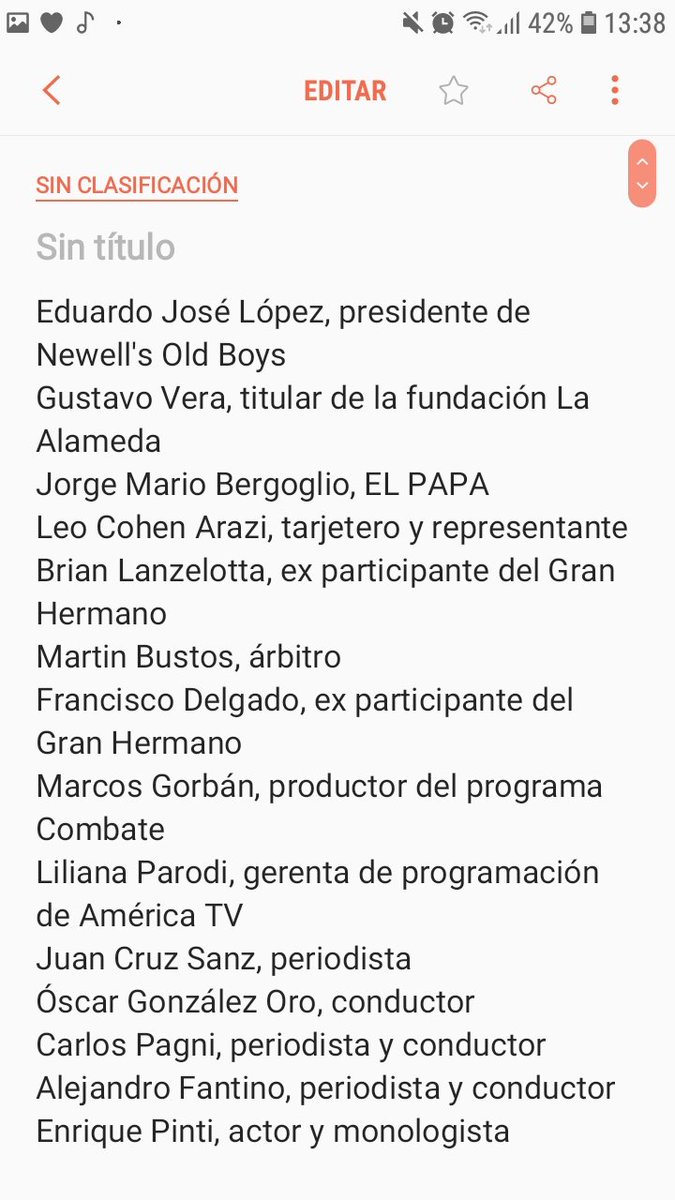 42% 13:38
EDITAR
SIN CLASIFICACIÓN
Sin título
Eduardo José López, presidente de
Newell's Old Boys
Gustavo Vera, titular de la fundación La
Alameda
Jorge Mario Bergoglio, EL PAPA
Leo Cohen Arazi, tarjetero y representante
Brian Lanzelotta, ex participante del Gran
Hermano
Martin Bustos, árbitro
Francisco Delgado, ex participante del
Gran Hermano
Marcos Gorbán, productor del programa
Combate
Liliana Parodi, gerenta de programación
de América TV
Juan Cruz Sanz, periodista
Óscar González Oro, conductor
Carlos Pagni, periodista y conductor
Alejandro Fantino, periodista y conductor
Enrique Pinti, actor y monologista